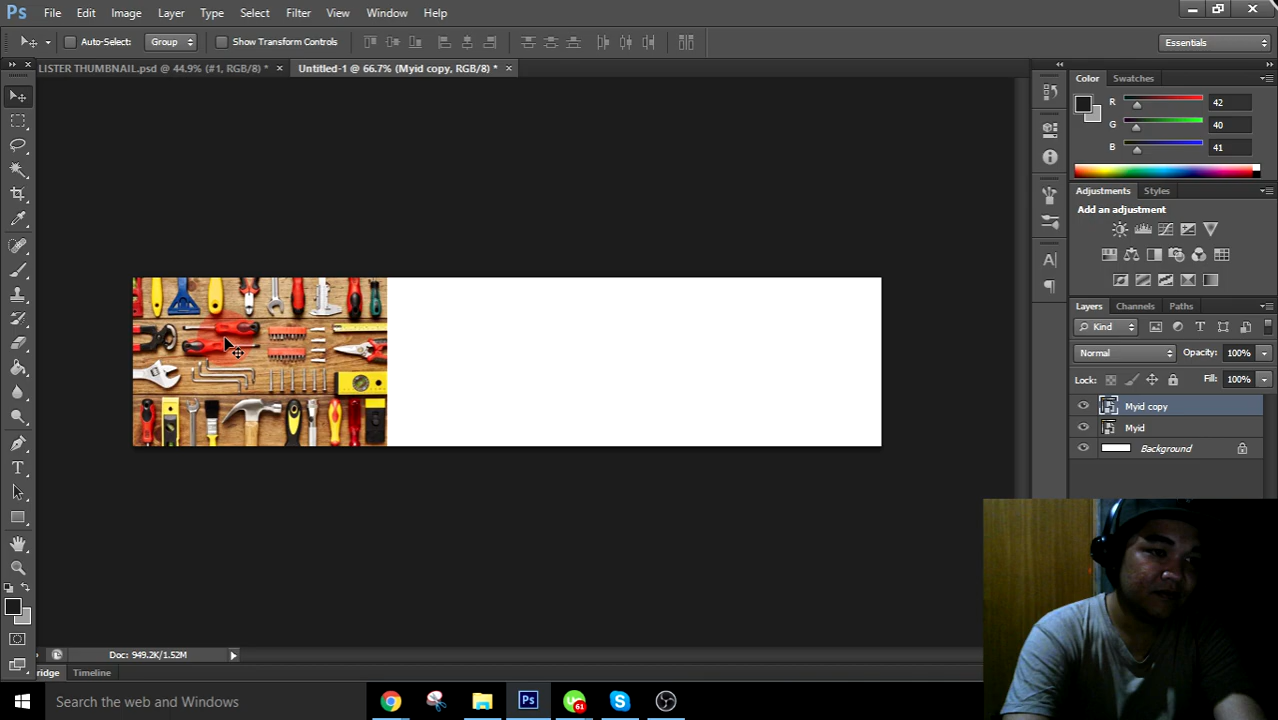 Ps File Edit Image Layer Type Select Filter View Window Help
Auto-Select: Group Show Transform Controls Essentials
LISTER THUMBNAIL.psd @ 44.9% (#1, RGB/8) * × Untitled-1 @ 66.7% (Myid copy, RGB/8) * ×
Color Swatches
R 42
G 40
B 41
Adjustments Styles
Add an adjustment
Layers Channels Paths
Kind
Normal Opacity: 100%
Lock: Fill: 100%
Myid copy
Myid
Background
Doc: 949.2K/1.52M
ridge Timeline
Search the web and Windows
Ps
61